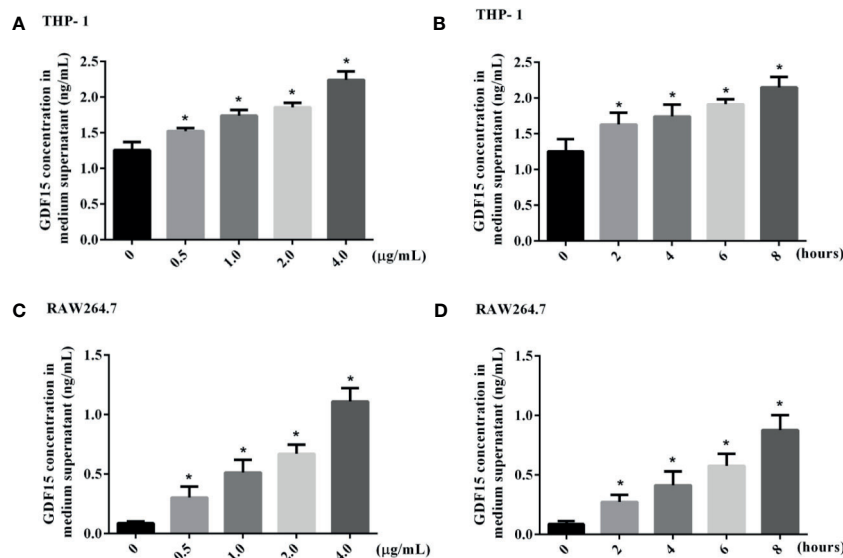 A THP- 1
GDF15 concentration in
medium supernatant (ng/mL)
2.5
2.0
1.5
1.0
0.5
0.0
* * * *
0 0.5 1.0 2.0 4.0 (μg/mL)
B THP- 1
GDF15 concentration in
medium supernatant (ng/mL)
2.5
2.0
1.5
1.0
0.5
0.0
* * * *
0 2 4 6 8 (hours)
C RAW264.7
GDF15 concentration in
medium supernatant (ng/mL)
1.5
1.0
0.5
0.0
* * * *
0 0.5 1.0 2.0 4.0 (μg/mL)
D RAW264.7
GDF15 concentration in
medium supernatant (ng/mL)
1.5
1.0
0.5
0.0
* * * *
0 2 4 6 8 (hours)